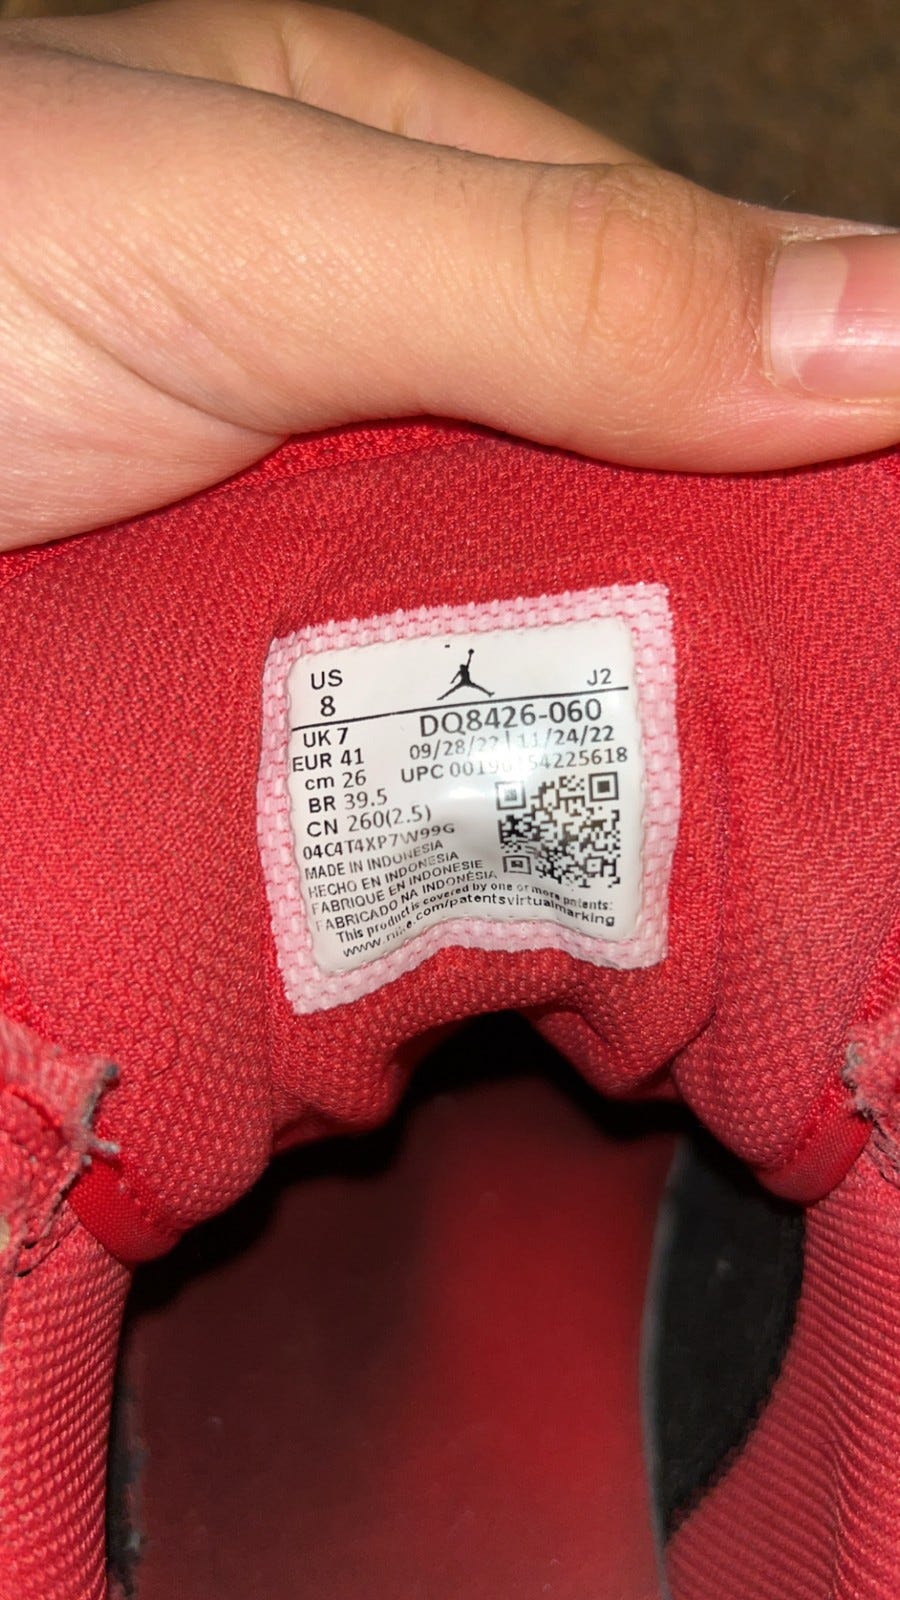 US
8
J2
DQ8426-060
UK 7
09/28/22 | 11/24/22
EUR 41
UPC 00196154225618
cm 26
BR 39.5
CN 260(2.5)
04C4T4XP7W99G
MADE IN INDONESIA
HECHO EN INDONESIA
FABRIQUE EN INDONESIE
FABRICADO NA INDONÉSIA
This product is covered by one or more patents:
www.nike.com/patentsvirtualmarking